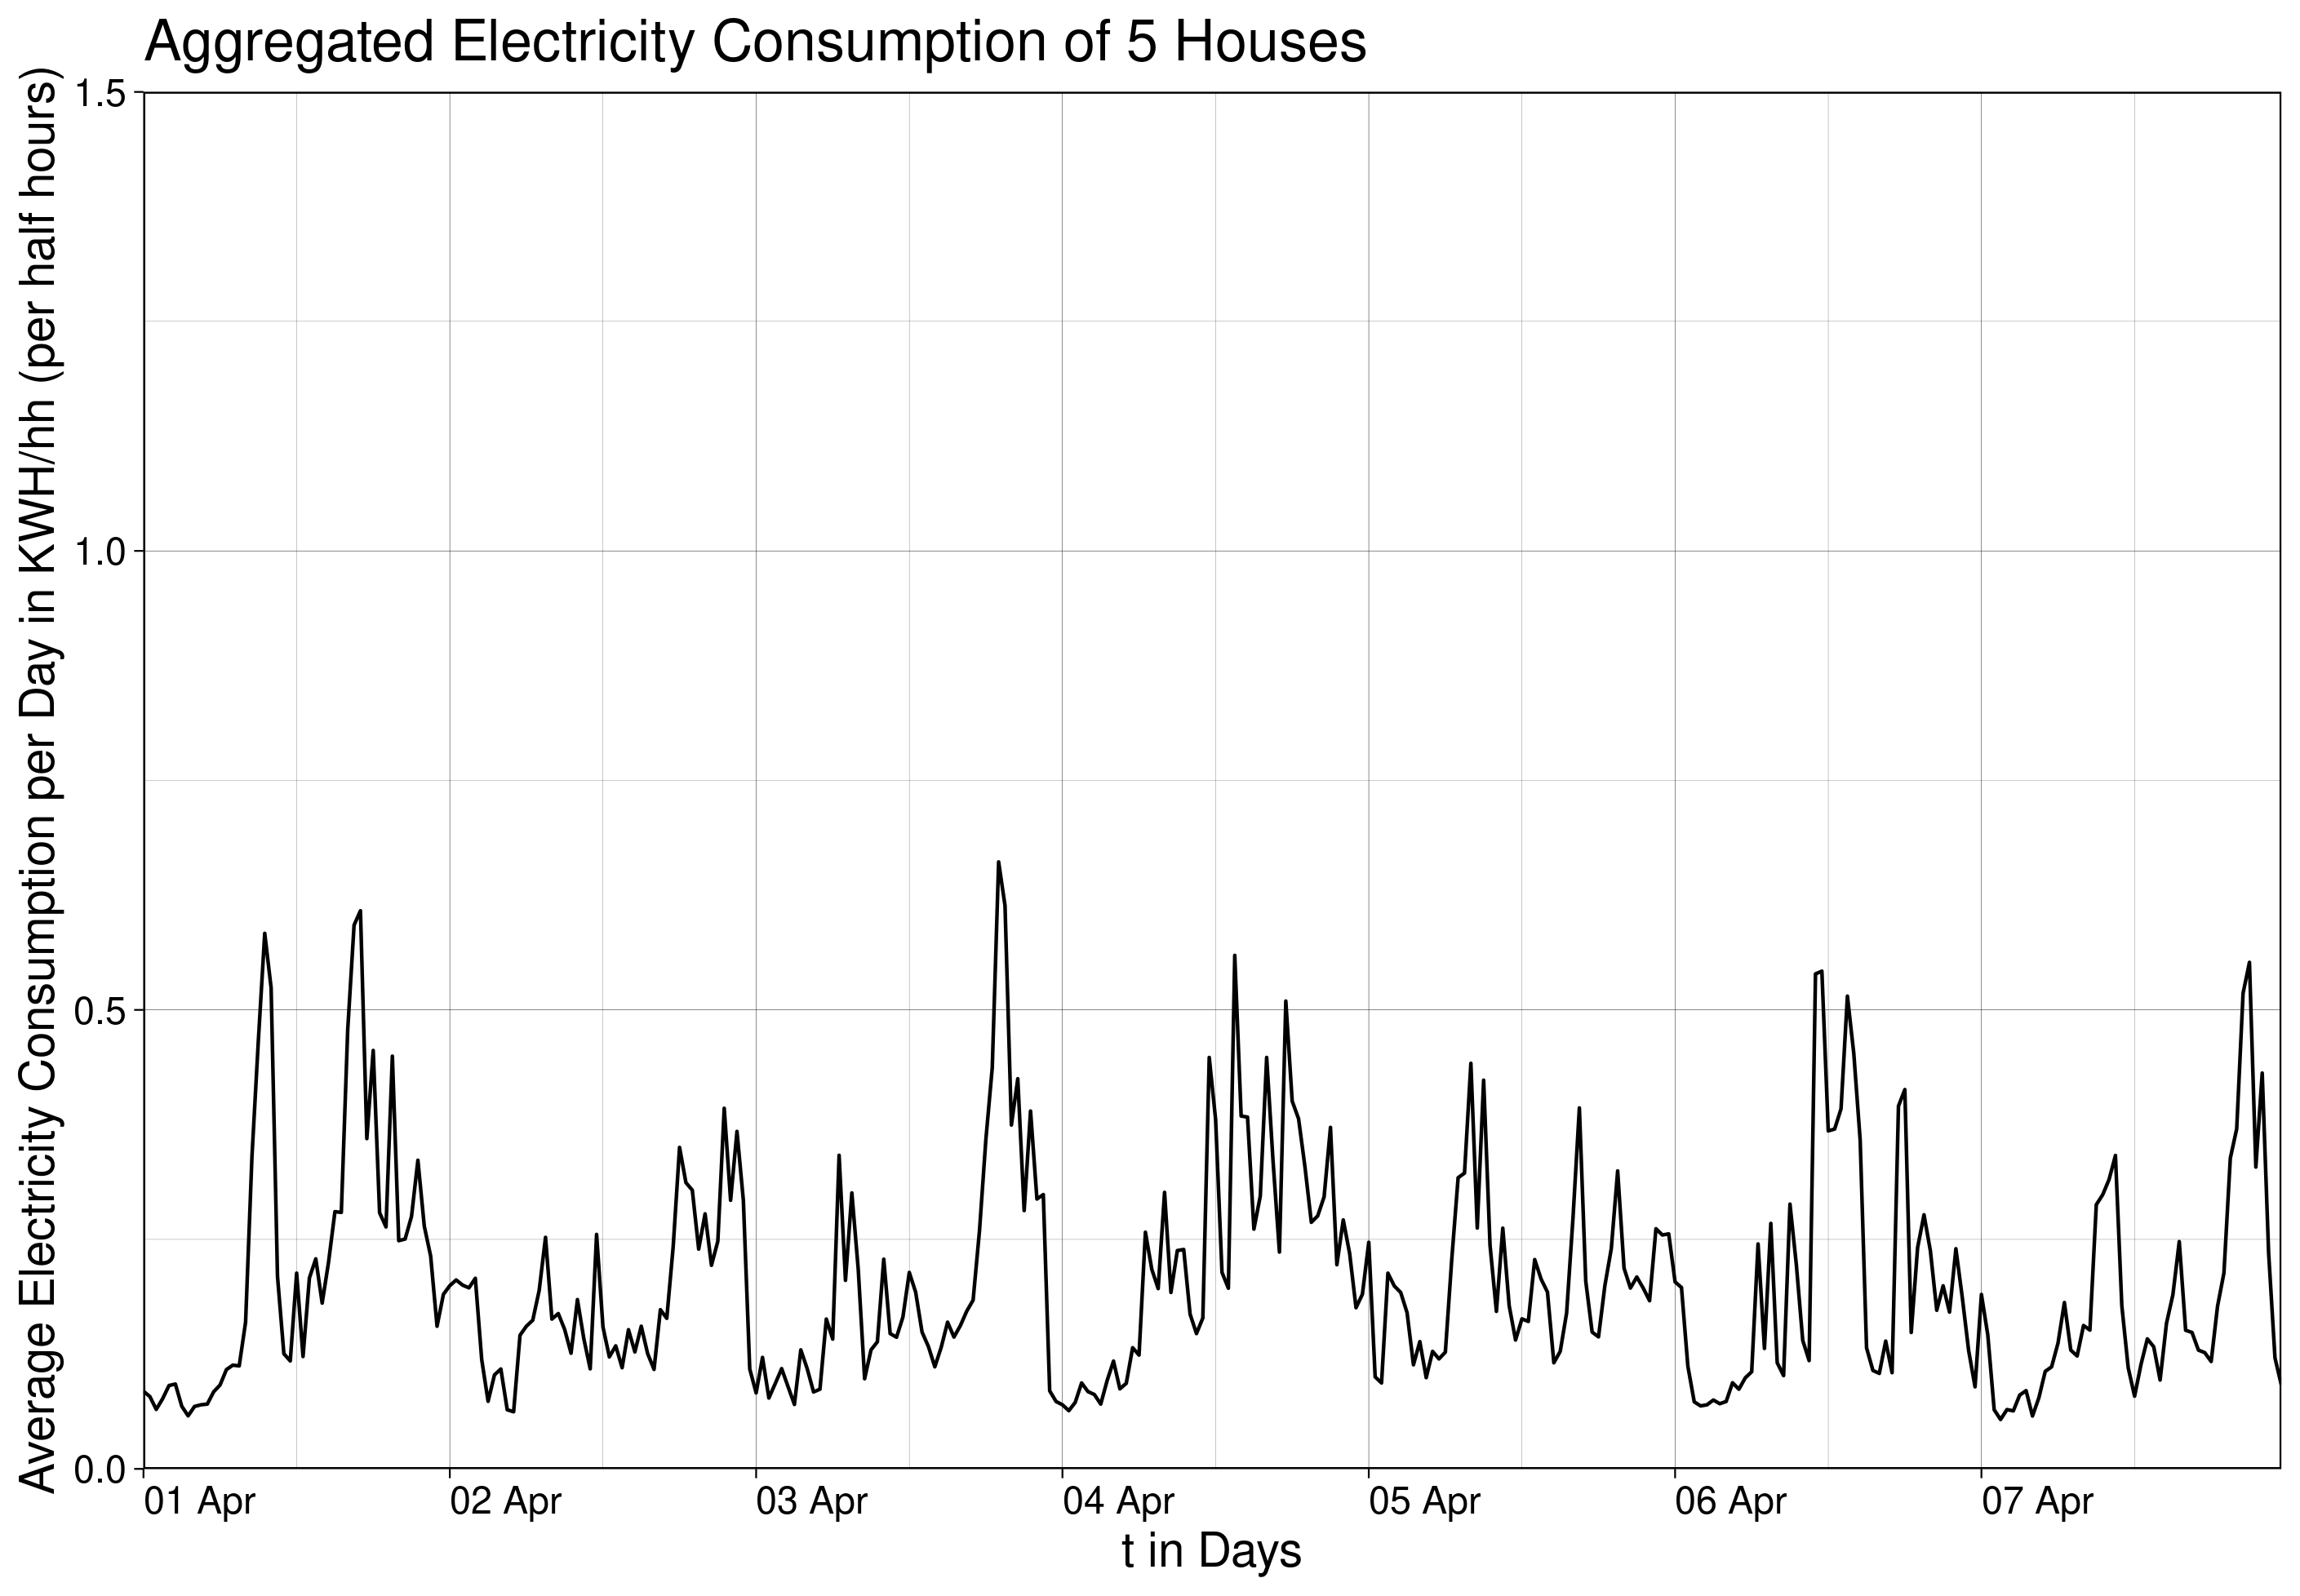 Aggregated Electricity Consumption of 5 Houses
Average Electricity Consumption per Day in KWH/hh (per half hours)
1.5
1.0
0.5
0.0
01 Apr
02 Apr
03 Apr
04 Apr
05 Apr
06 Apr
07 Apr
t in Days